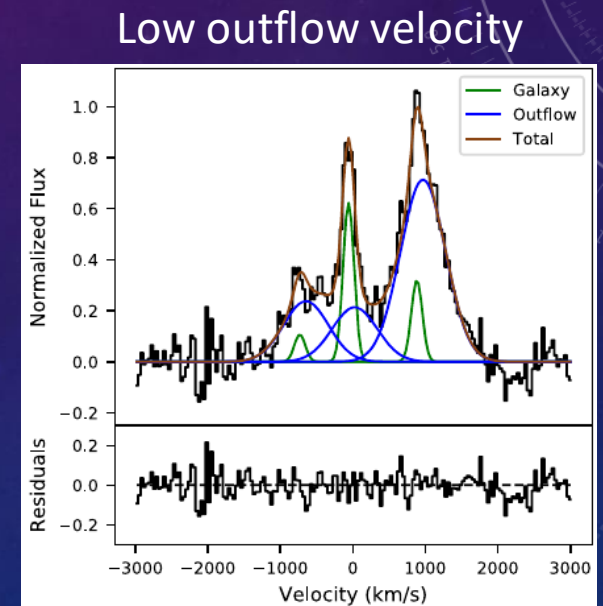 Low outflow velocity
Galaxy
Outflow
Total
Normalized Flux
1.0
0.8
0.6
0.4
0.2
0.0
−0.2
Residuals
0.2
0.0
−0.2
−3000 −2000 −1000 0 1000 2000 3000
Velocity (km/s)